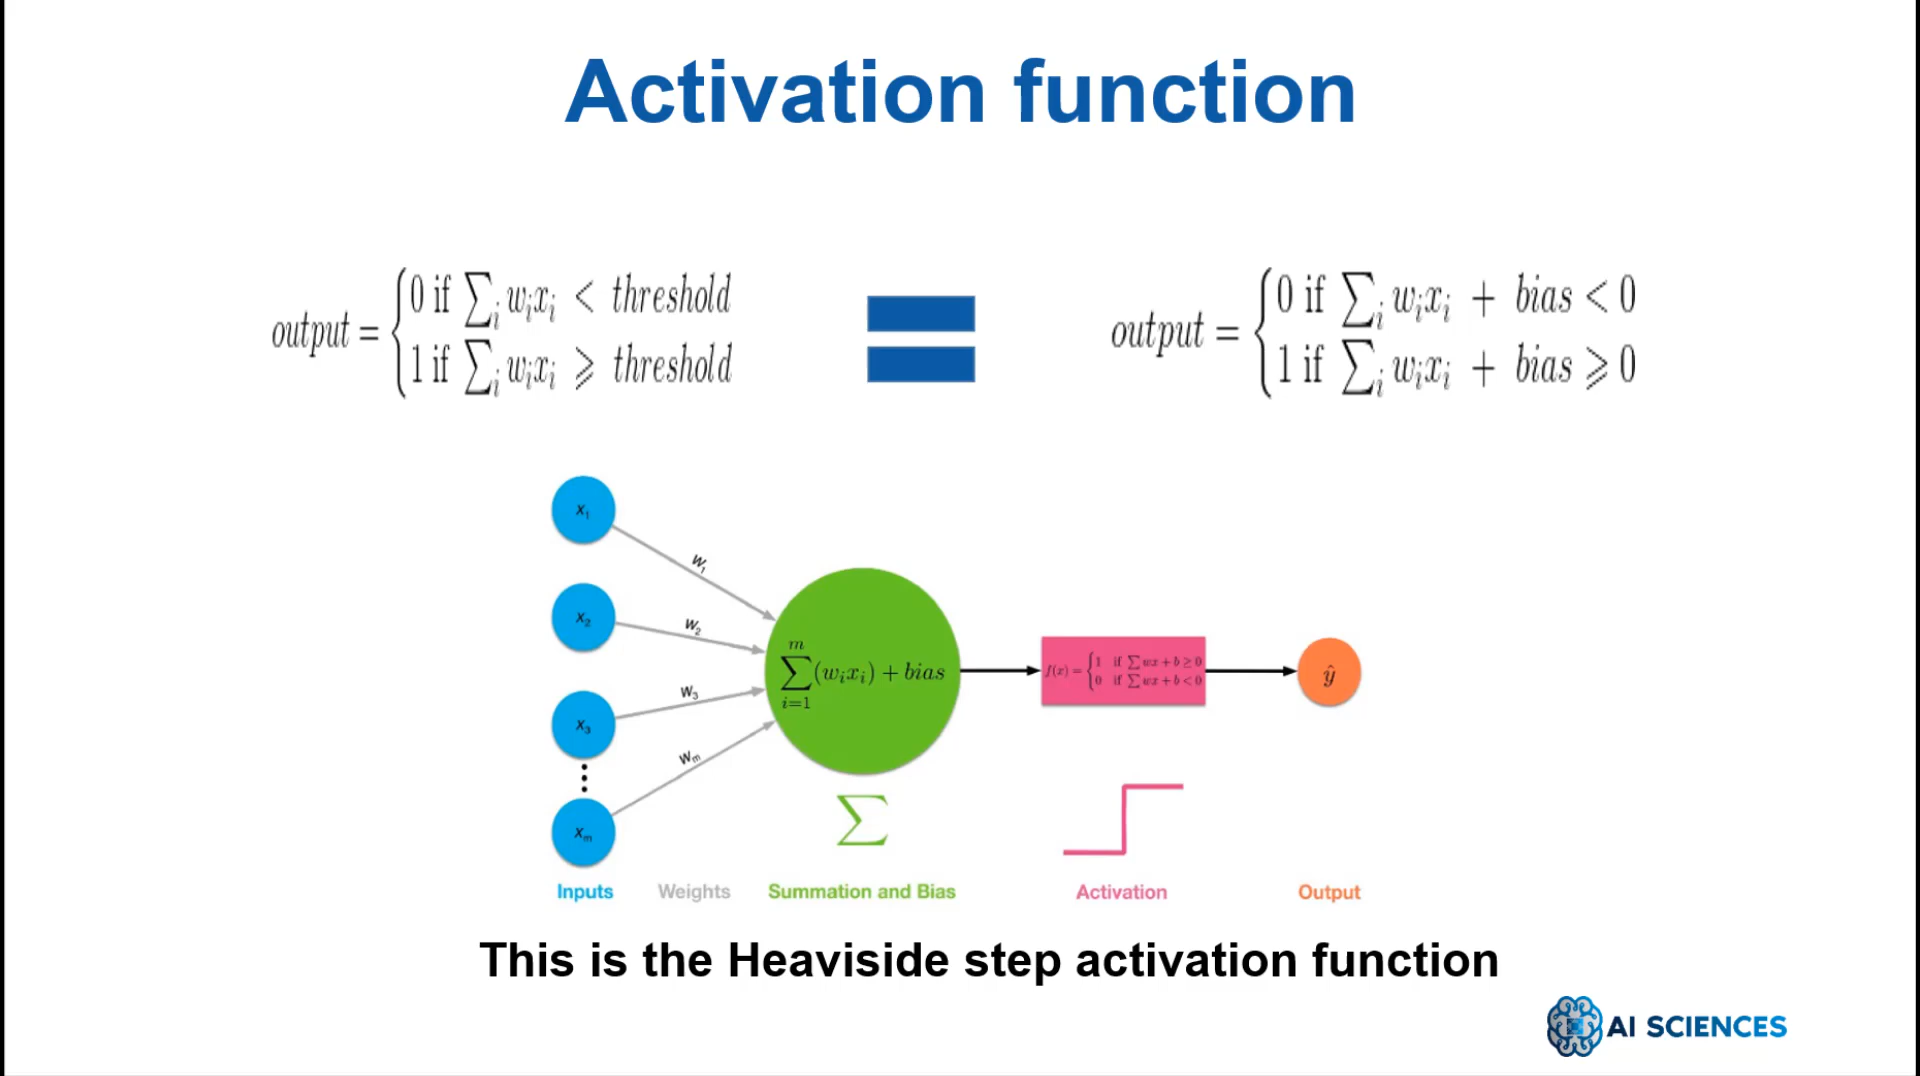 Activation function
output = {0 if ∑ᵢ wᵢxᵢ < threshold
1 if ∑ᵢ wᵢxᵢ ⩾ threshold
output = {0 if ∑ᵢ wᵢxᵢ + bias < 0
1 if ∑ᵢ wᵢxᵢ + bias ⩾ 0
x₁
w₁
x₂
w₂
x₃
w₃
xₘ
wₘ
∑ᵢ₌₁ᵐ (wᵢxᵢ) + bias
f(x) = {1 if ∑ wx + b ≥ 0
0 if ∑ wx + b < 0
ŷ
∑
Inputs Weights Summation and Bias Activation Output
This is the Heaviside step activation function
AI SCIENCES